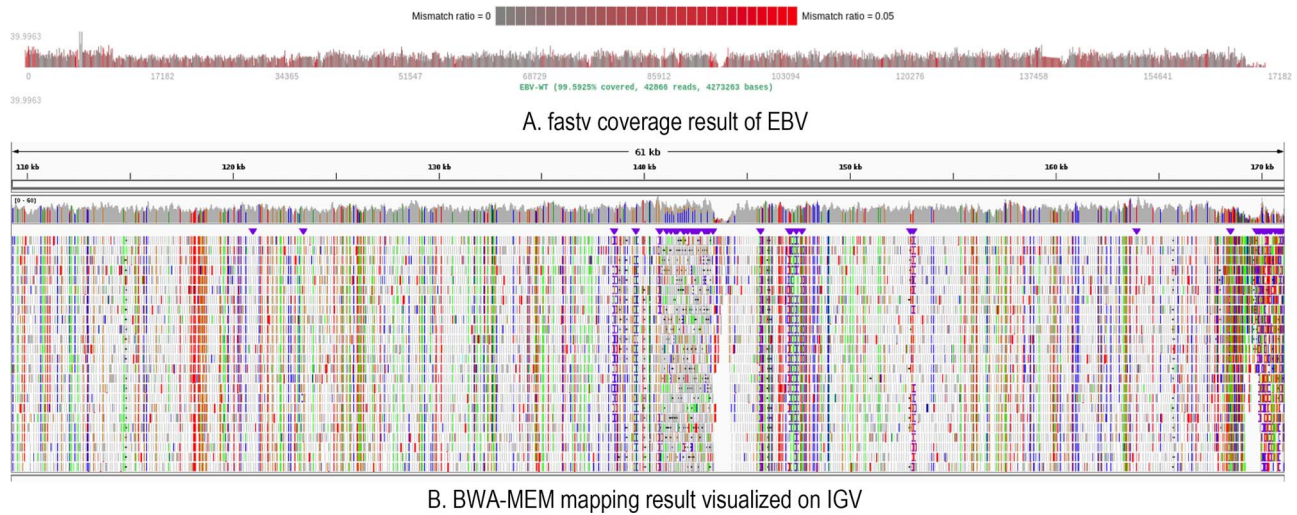 Mismatch ratio = 0 Mismatch ratio = 0.05
39.9963
0 17182 34365 51547 68729 85912 103094 120276 137458 154641 17182
EBV-WT (99.5925% covered, 42866 reads, 4273263 bases)
39.9963
A. fastv coverage result of EBV
61 kb
110 kb 120 kb 130 kb 140 kb 150 kb 160 kb 170 kb
[0 - 60]
B. BWA-MEM mapping result visualized on IGV